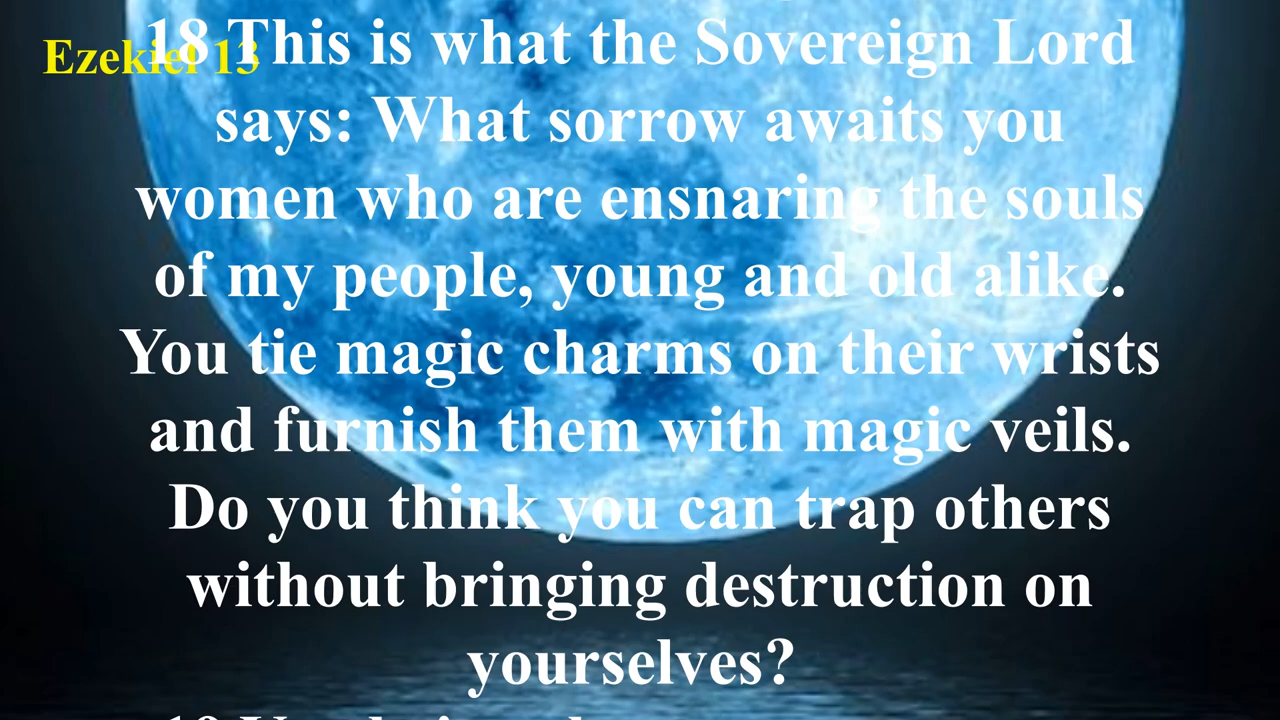 Ezekiel 13
18 This is what the Sovereign Lord
says: What sorrow awaits you
women who are ensnaring the souls
of my people, young and old alike.
You tie magic charms on their wrists
and furnish them with magic veils.
Do you think you can trap others
without bringing destruction on
yourselves?